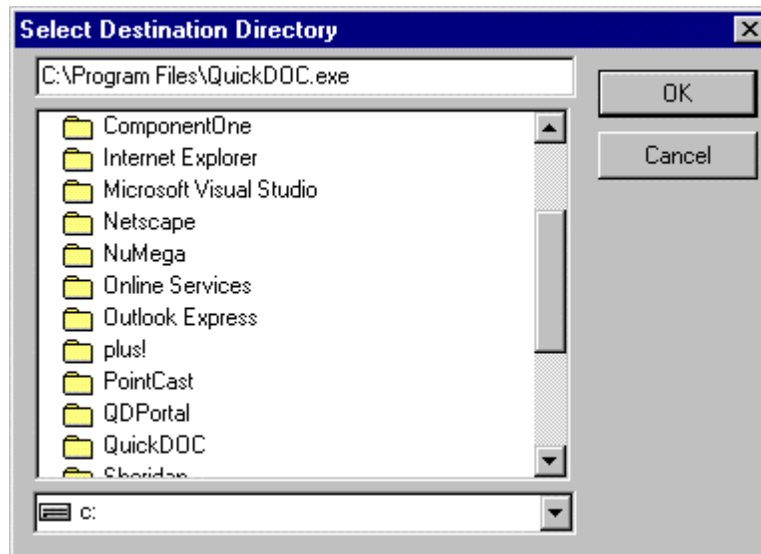 Select Destination Directory
C:\Program Files\QuickDOC.exe
OK
Cancel
ComponentOne
Internet Explorer
Microsoft Visual Studio
Netscape
NuMega
Online Services
Outlook Express
plus!
PointCast
QDPortal
QuickDOC
Sheridan
c: